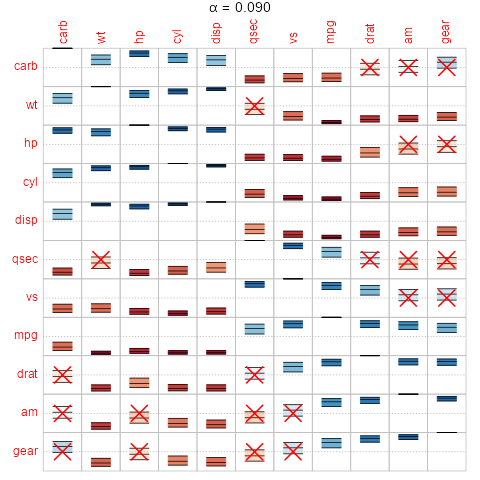 α = 0.090
carb wt hp cyl disp qsec vs mpg drat am gear
carb
wt
hp
cyl
disp
qsec
vs
mpg
drat
am
gear